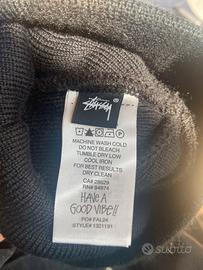 Stüssy
MACHINE WASH COLD
DO NOT BLEACH
TUMBLE DRY LOW
COOL IRON
FOR BEST RESULTS
DRY CLEAN
CA# 28629
RN# 94974
HAVE A
GOOD VIBE!!
PO# FAL24
STYLE# 1321191
subito